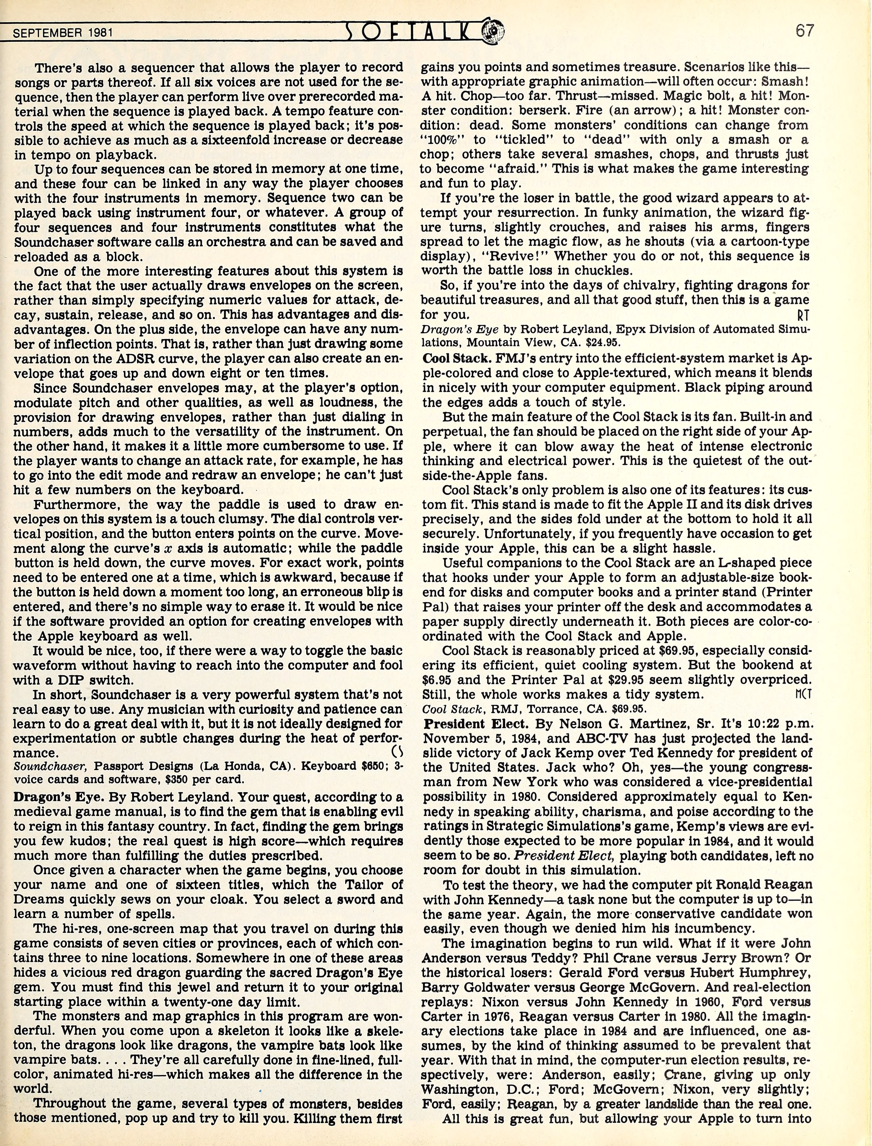 SEPTEMBER 1981
SOFTALK
67
There's also a sequencer that allows the player to record
songs or parts thereof. If all six voices are not used for the se-
quence, then the player can perform live over prerecorded ma-
terial when the sequence is played back. A tempo feature con-
trols the speed at which the sequence is played back; it's pos-
sible to achieve as much as a sixteenfold increase or decrease
in tempo on playback.
Up to four sequences can be stored in memory at one time,
and these four can be linked in any way the player chooses
with the four instruments in memory. Sequence two can be
played back using instrument four, or whatever. A group of
four sequences and four instruments constitutes what the
Soundchaser software calls an orchestra and can be saved and
reloaded as a block.
One of the more interesting features about this system is
the fact that the user actually draws envelopes on the screen,
rather than simply specifying numeric values for attack, de-
cay, sustain, release, and so on. This has advantages and dis-
advantages. On the plus side, the envelope can have any num-
ber of inflection points. That is, rather than just drawing some
variation on the ADSR curve, the player can also create an en-
velope that goes up and down eight or ten times.
Since Soundchaser envelopes may, at the player's option,
modulate pitch and other qualities, as well as loudness, the
provision for drawing envelopes, rather than just dialing in
numbers, adds much to the versatility of the instrument. On
the other hand, it makes it a little more cumbersome to use. If
the player wants to change an attack rate, for example, he has
to go into the edit mode and redraw an envelope; he can't just
hit a few numbers on the keyboard.
Furthermore, the way the paddle is used to draw en-
velopes on this system is a touch clumsy. The dial controls ver-
tical position, and the button enters points on the curve. Move-
ment along the curve's x axis is automatic; while the paddle
button is held down, the curve moves. For exact work, points
need to be entered one at a time, which is awkward, because if
the button is held down a moment too long, an erroneous blip is
entered, and there's no simple way to erase it. It would be nice
if the software provided an option for creating envelopes with
the Apple keyboard as well.
It would be nice, too, if there were a way to toggle the basic
waveform without having to reach into the computer and fool
with a DIP switch.
In short, Soundchaser is a very powerful system that's not
real easy to use. Any musician with curiosity and patience can
learn to do a great deal with it, but it is not ideally designed for
experimentation or subtle changes during the heat of perfor-
mance. CS
Soundchaser, Passport Designs (La Honda, CA). Keyboard $650; 3-
voice cards and software, $350 per card.
Dragon's Eye. By Robert Leyland. Your quest, according to a
medieval game manual, is to find the gem that is enabling evil
to reign in this fantasy country. In fact, finding the gem brings
you few kudos; the real quest is high score—which requires
much more than fulfilling the duties prescribed.
Once given a character when the game begins, you choose
your name and one of sixteen titles, which the Tailor of
Dreams quickly sews on your cloak. You select a sword and
learn a number of spells.
The hi-res, one-screen map that you travel on during this
game consists of seven cities or provinces, each of which con-
tains three to nine locations. Somewhere in one of these areas
hides a vicious red dragon guarding the sacred Dragon's Eye
gem. You must find this jewel and return it to your original
starting place within a twenty-one day limit.
The monsters and map graphics in this program are won-
derful. When you come upon a skeleton it looks like a skele-
ton, the dragons look like dragons, the vampire bats look like
vampire bats. . . . They're all carefully done in fine-lined, full-
color, animated hi-res—which makes all the difference in the
world.
Throughout the game, several types of monsters, besides
those mentioned, pop up and try to kill you. Killing them first
gains you points and sometimes treasure. Scenarios like this—
with appropriate graphic animation—will often occur: Smash!
A hit. Chop—too far. Thrust—missed. Magic bolt, a hit! Mon-
ster condition: berserk. Fire (an arrow); a hit! Monster con-
dition: dead. Some monsters' conditions can change from
"100%" to "tickled" to "dead" with only a smash or a
chop; others take several smashes, chops, and thrusts just
to become "afraid." This is what makes the game interesting
and fun to play.
If you're the loser in battle, the good wizard appears to at-
tempt your resurrection. In funky animation, the wizard fig-
ure turns, slightly crouches, and raises his arms, fingers
spread to let the magic flow, as he shouts (via a cartoon-type
display), "Revive!" Whether you do or not, this sequence is
worth the battle loss in chuckles.
So, if you're into the days of chivalry, fighting dragons for
beautiful treasures, and all that good stuff, then this is a game
for you. RT
Dragon's Eye by Robert Leyland, Epyx Division of Automated Simu-
lations, Mountain View, CA. $24.95.
Cool Stack. FMJ's entry into the efficient-system market is Ap-
ple-colored and close to Apple-textured, which means it blends
in nicely with your computer equipment. Black piping around
the edges adds a touch of style.
But the main feature of the Cool Stack is its fan. Built-in and
perpetual, the fan should be placed on the right side of your Ap-
ple, where it can blow away the heat of intense electronic
thinking and electrical power. This is the quietest of the out-
side-the-Apple fans.
Cool Stack's only problem is also one of its features: its cus-
tom fit. This stand is made to fit the Apple II and its disk drives
precisely, and the sides fold under at the bottom to hold it all
securely. Unfortunately, if you frequently have occasion to get
inside your Apple, this can be a slight hassle.
Useful companions to the Cool Stack are an L-shaped piece
that hooks under your Apple to form an adjustable-size book-
end for disks and computer books and a printer stand (Printer
Pal) that raises your printer off the desk and accommodates a
paper supply directly underneath it. Both pieces are color-co-
ordinated with the Cool Stack and Apple.
Cool Stack is reasonably priced at $69.95, especially consid-
ering its efficient, quiet cooling system. But the bookend at
$6.95 and the Printer Pal at $29.95 seem slightly overpriced.
Still, the whole works makes a tidy system. MCT
Cool Stack, RMJ, Torrance, CA. $69.95.
President Elect. By Nelson G. Martinez, Sr. It's 10:22 p.m.
November 5, 1984, and ABC-TV has just projected the land-
slide victory of Jack Kemp over Ted Kennedy for president of
the United States. Jack who? Oh, yes—the young congress-
man from New York who was considered a vice-presidential
possibility in 1980. Considered approximately equal to Ken-
nedy in speaking ability, charisma, and poise according to the
ratings in Strategic Simulations's game, Kemp's views are evi-
dently those expected to be more popular in 1984, and it would
seem to be so. President Elect, playing both candidates, left no
room for doubt in this simulation.
To test the theory, we had the computer pit Ronald Reagan
with John Kennedy—a task none but the computer is up to—in
the same year. Again, the more conservative candidate won
easily, even though we denied him his incumbency.
The imagination begins to run wild. What if it were John
Anderson versus Teddy? Phil Crane versus Jerry Brown? Or
the historical losers: Gerald Ford versus Hubert Humphrey,
Barry Goldwater versus George McGovern. And real-election
replays: Nixon versus John Kennedy in 1960, Ford versus
Carter in 1976, Reagan versus Carter in 1980. All the imagin-
ary elections take place in 1984 and are influenced, one as-
sumes, by the kind of thinking assumed to be prevalent that
year. With that in mind, the computer-run election results, re-
spectively, were: Anderson, easily; Crane, giving up only
Washington, D.C.; Ford; McGovern; Nixon, very slightly;
Ford, easily; Reagan, by a greater landslide than the real one.
All this is great fun, but allowing your Apple to turn into